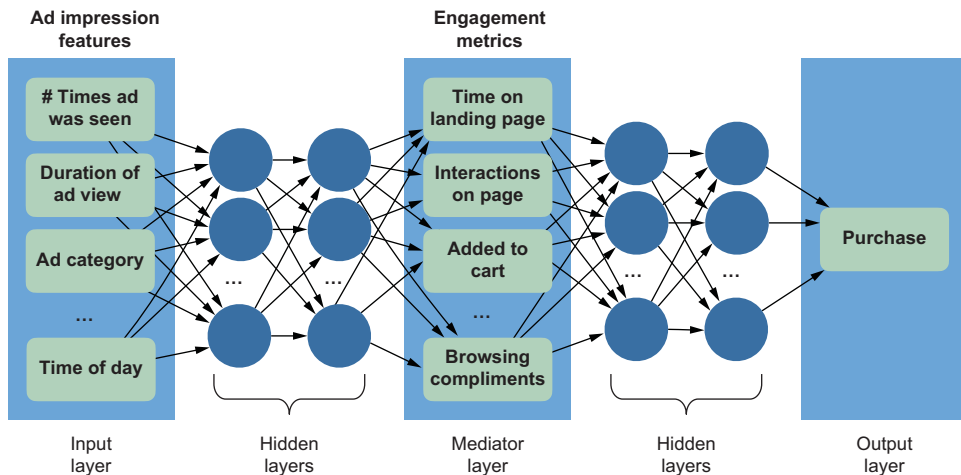 Ad impression
features
Engagement
metrics
# Times ad
was seen
Duration of
ad view
Ad category
...
Time of day
...
Time on
landing page
Interactions
on page
Added to
cart
...
Browsing
compliments
...
...
Purchase
Input
layer
Hidden
layers
Mediator
layer
Hidden
layers
Output
layer